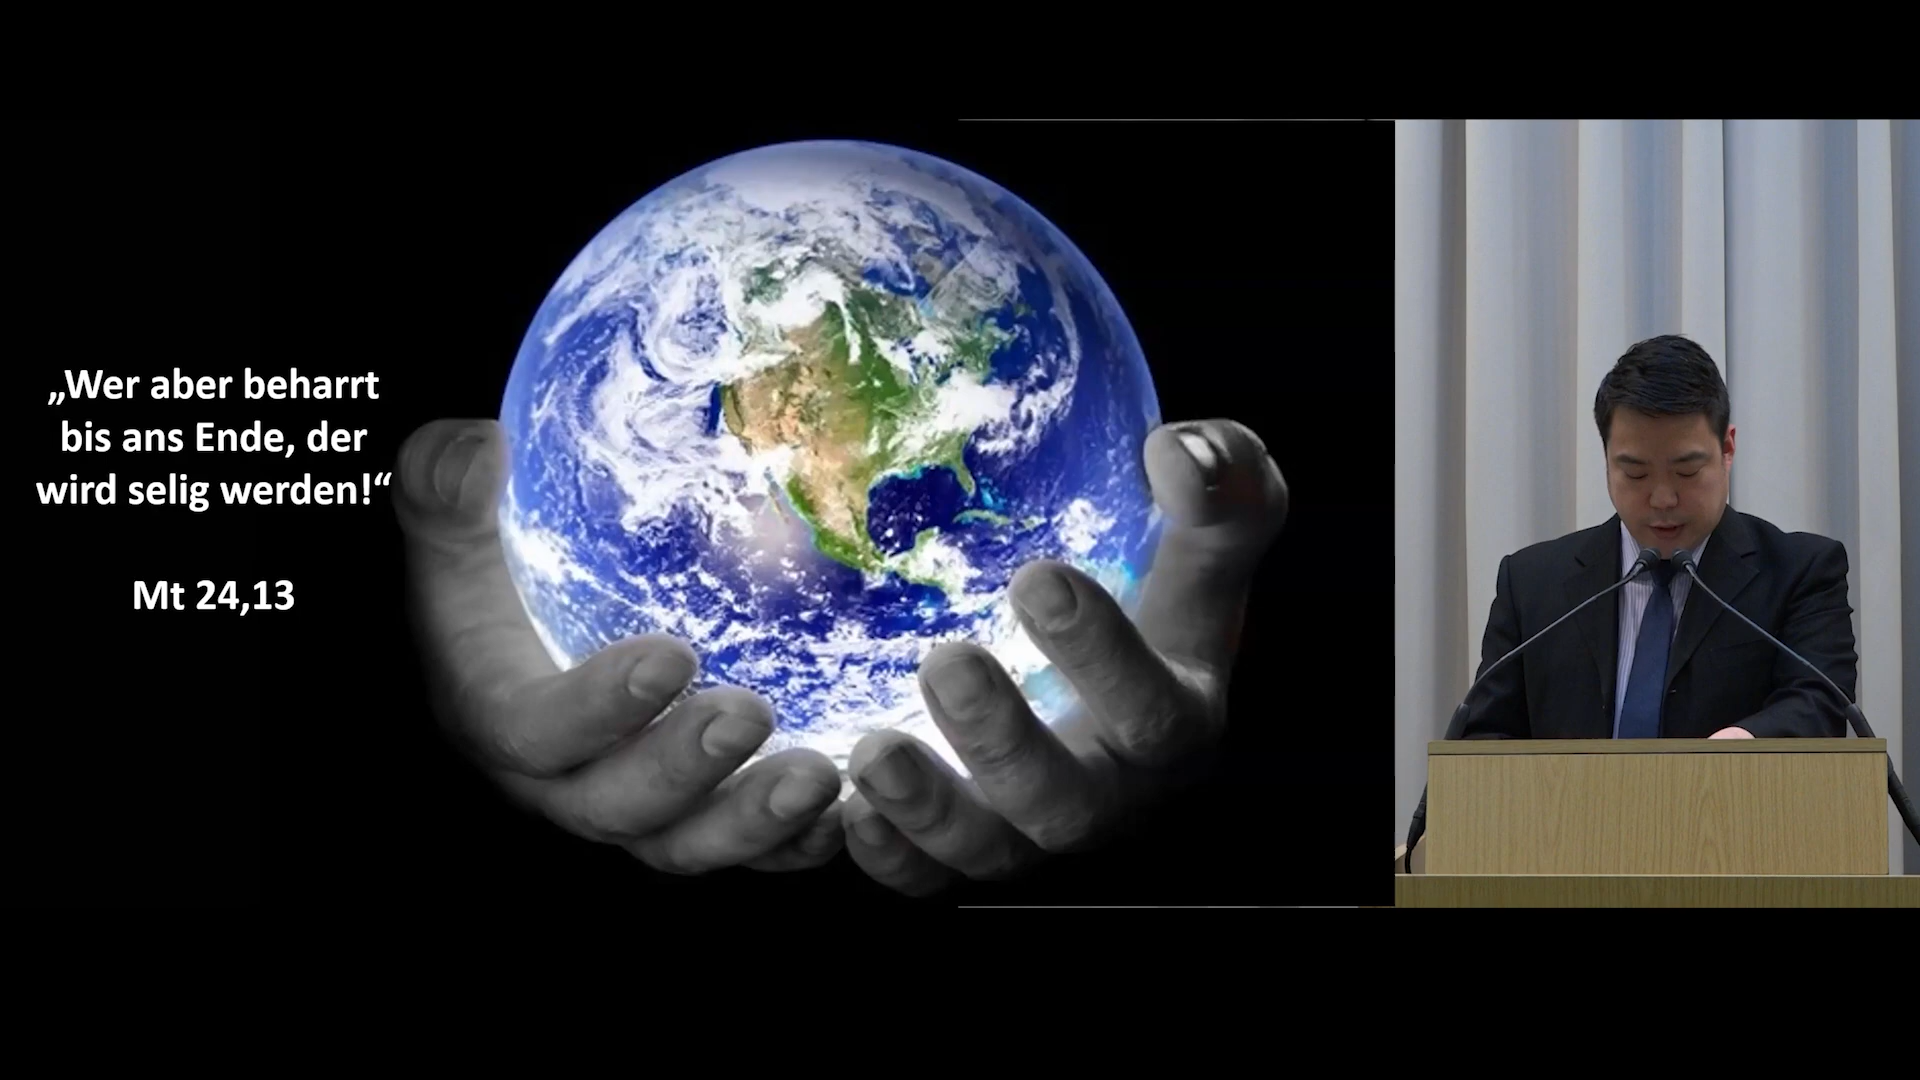 „Wer aber beharrt
bis ans Ende, der
wird selig werden!“
Mt 24,13